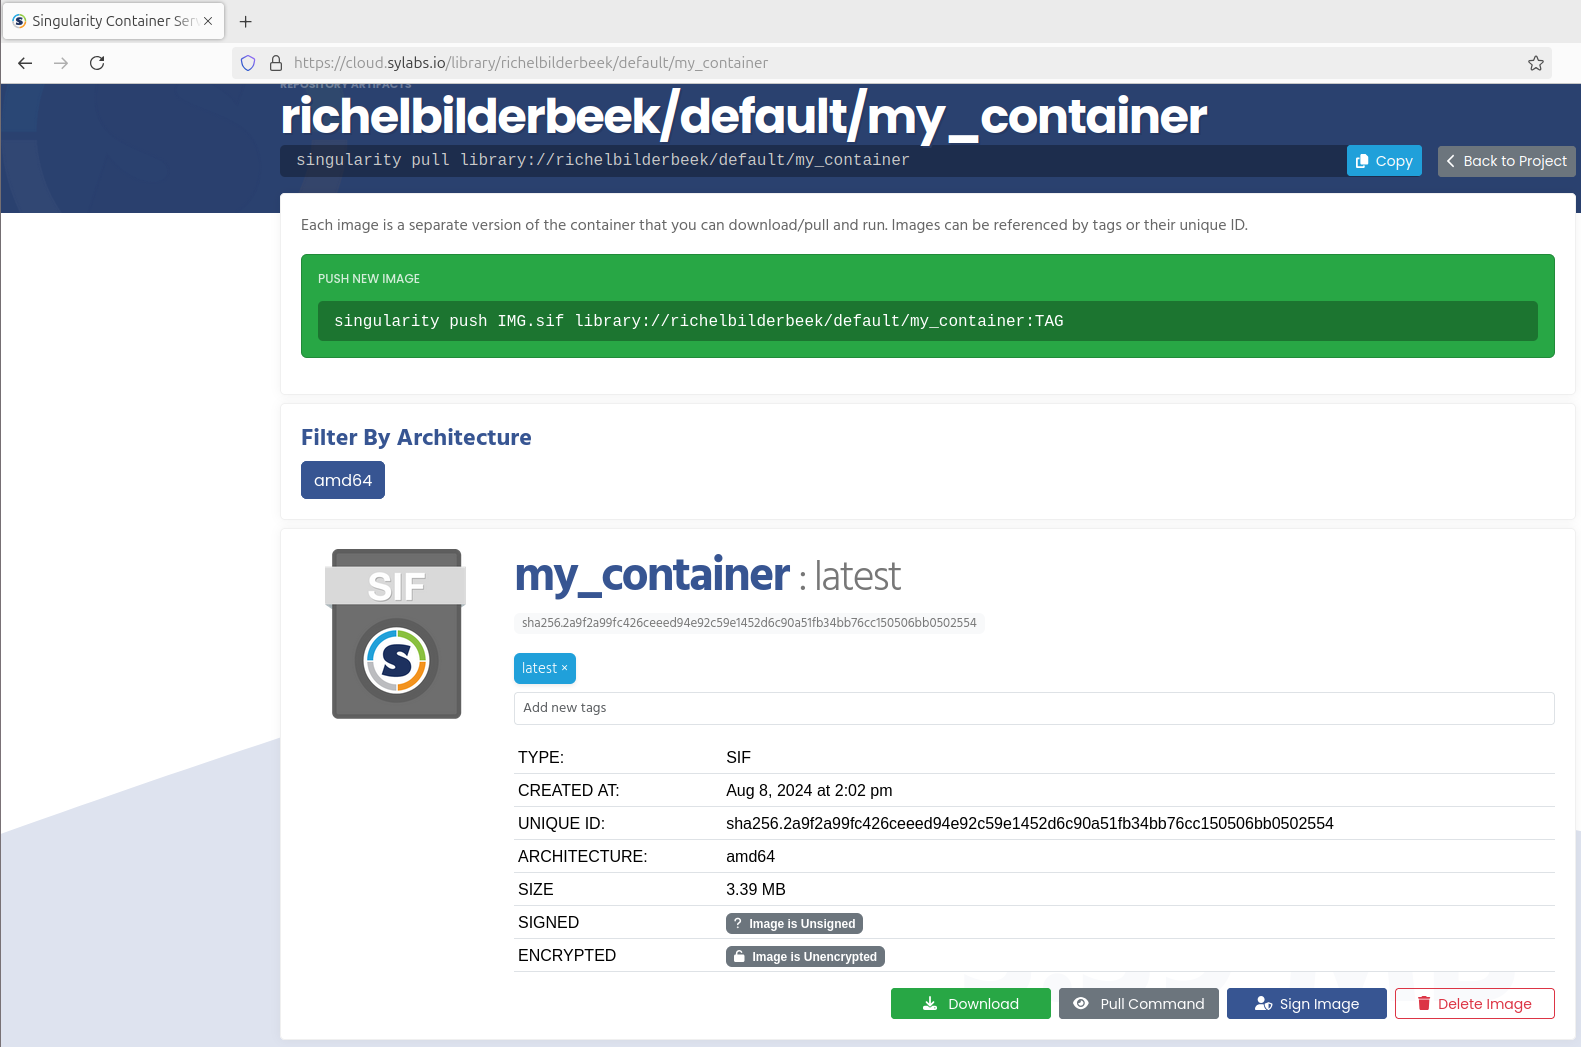 Singularity Container Ser
https://cloud.sylabs.io/library/richelbilderbeek/default/my_container
REPOSITORY ARTIFACTS
richelbilderbeek/default/my_container
singularity pull library://richelbilderbeek/default/my_container
Copy
Back to Project
Each image is a separate version of the container that you can download/pull and run. Images can be referenced by tags or their unique ID.
PUSH NEW IMAGE
singularity push IMG.sif library://richelbilderbeek/default/my_container:TAG
Filter By Architecture
amd64
SIF
S
my_container : latest
sha256.2a9f2a99fc426ceeed94e92c59e1452d6c90a51fb34bb76cc150506bb0502554
latest ×
Add new tags
TYPE: SIF
CREATED AT: Aug 8, 2024 at 2:02 pm
UNIQUE ID: sha256.2a9f2a99fc426ceeed94e92c59e1452d6c90a51fb34bb76cc150506bb0502554
ARCHITECTURE: amd64
SIZE 3.39 MB
SIGNED ? Image is Unsigned
ENCRYPTED Image is Unencrypted
Download
Pull Command
Sign Image
Delete Image